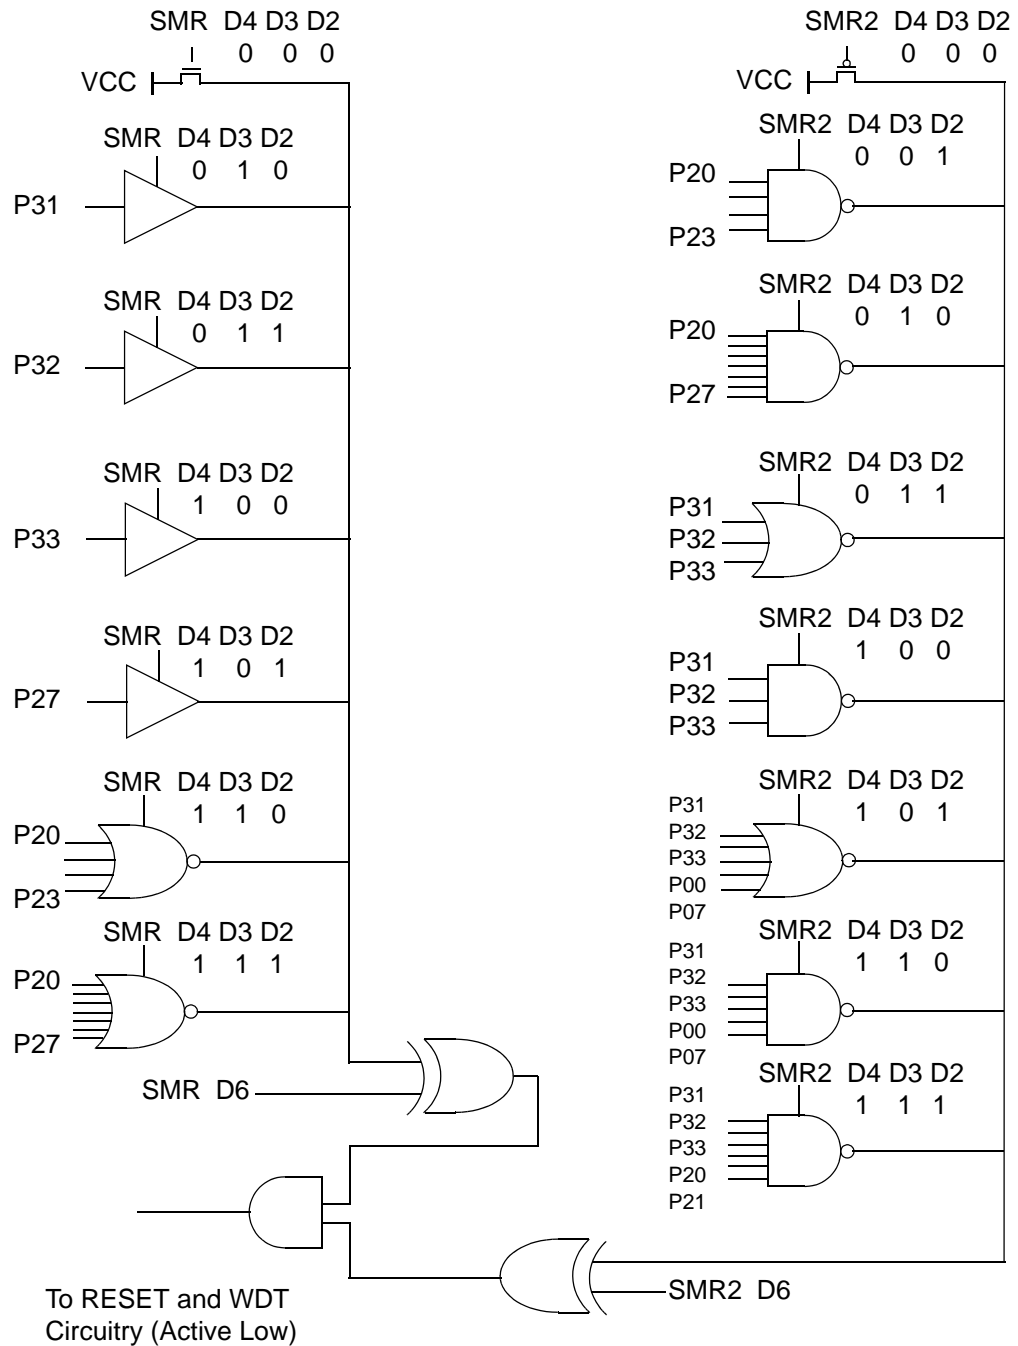 SMR D4 D3 D2
0 0 0
VCC
SMR D4 D3 D2
0 1 0
P31
SMR D4 D3 D2
0 1 1
P32
SMR D4 D3 D2
1 0 0
P33
SMR D4 D3 D2
1 0 1
P27
SMR D4 D3 D2
1 1 0
P20
P23
SMR D4 D3 D2
1 1 1
P20
P27
SMR D6
To RESET and WDT
Circuitry (Active Low)
SMR2 D4 D3 D2
0 0 0
VCC
SMR2 D4 D3 D2
0 0 1
P20
P23
SMR2 D4 D3 D2
0 1 0
P20
P27
SMR2 D4 D3 D2
0 1 1
P31
P32
P33
SMR2 D4 D3 D2
1 0 0
P31
P32
P33
SMR2 D4 D3 D2
1 0 1
P31
P32
P33
P00
P07
SMR2 D4 D3 D2
1 1 0
P31
P32
P33
P00
P07
SMR2 D4 D3 D2
1 1 1
P31
P32
P33
P20
P21
SMR2 D6